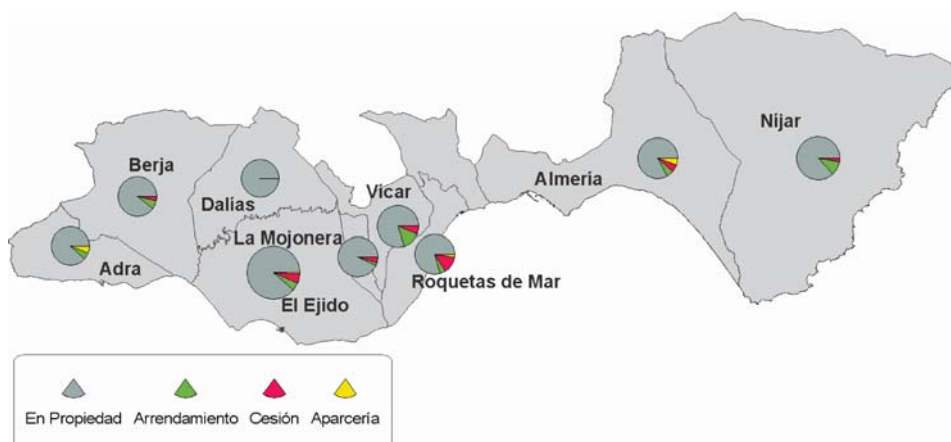 Níjar
Berja
Almería
Vícar
Dalías
La Mojonera
Adra
Roquetas de Mar
El Ejido
En Propiedad Arrendamiento Cesión Aparcería